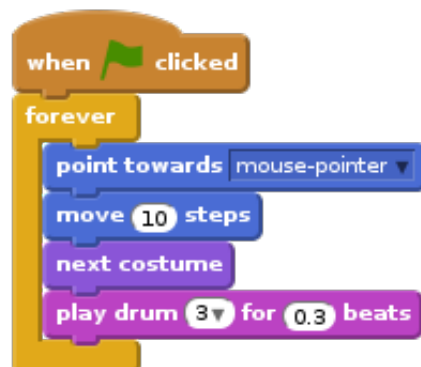 when clicked
forever
point towards mouse-pointer
move 10 steps
next costume
play drum 3 for 0.3 beats